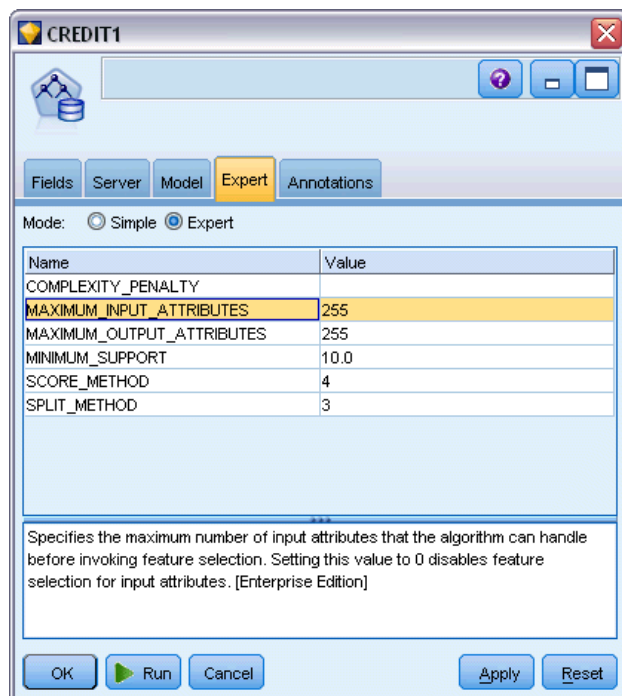 CREDIT1
Fields Server Model Expert Annotations
Mode: Simple Expert
Name Value
COMPLEXITY_PENALTY
MAXIMUM_INPUT_ATTRIBUTES 255
MAXIMUM_OUTPUT_ATTRIBUTES 255
MINIMUM_SUPPORT 10.0
SCORE_METHOD 4
SPLIT_METHOD 3
Specifies the maximum number of input attributes that the algorithm can handle
before invoking feature selection. Setting this value to 0 disables feature
selection for input attributes. [Enterprise Edition]
OK Run Cancel Apply Reset